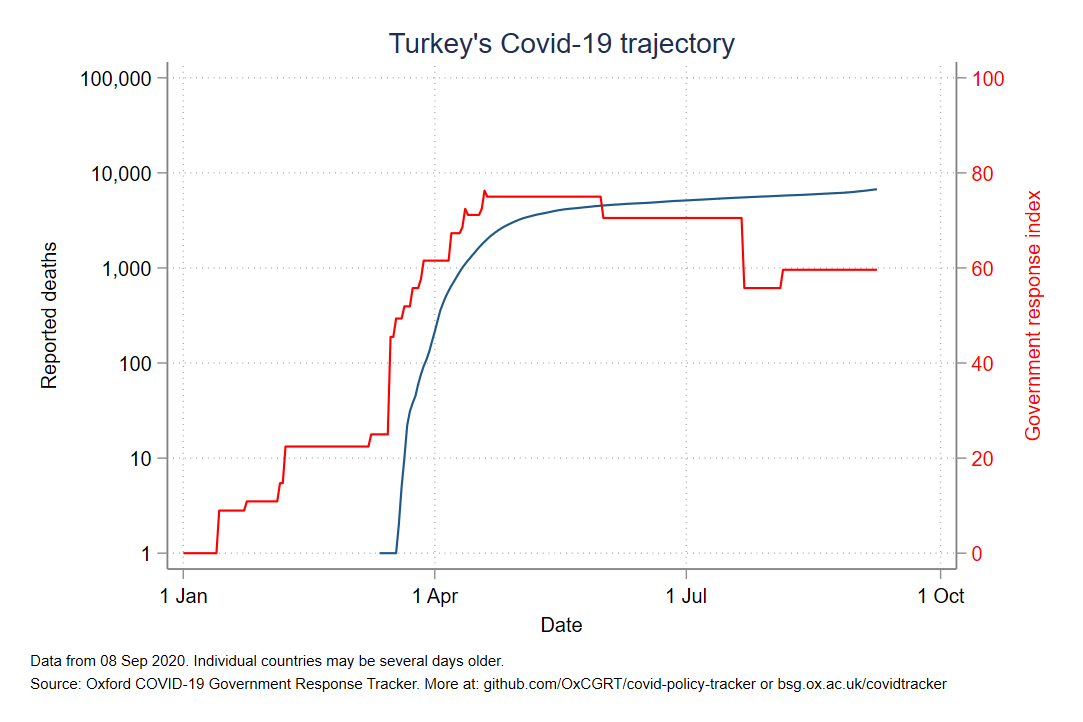 Turkey's Covid-19 trajectory
100,000
10,000
1,000
100
10
1
Reported deaths
100
80
60
40
20
0
Government response index
1 Jan
1 Apr
1 Jul
1 Oct
Date
Data from 08 Sep 2020. Individual countries may be several days older.
Source: Oxford COVID-19 Government Response Tracker. More at: github.com/OxCGRT/covid-policy-tracker or bsg.ox.ac.uk/covidtracker